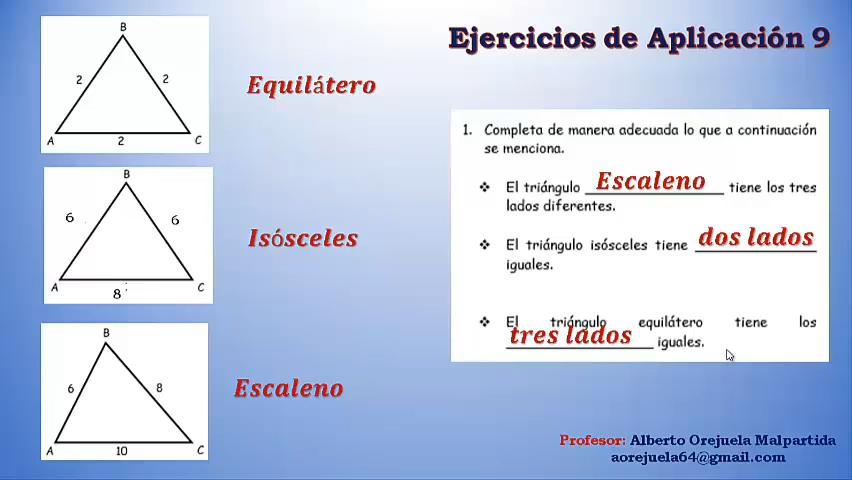 Ejercicios de Aplicación 9
B
2 2
A 2 C
Equilátero
B
6 6
A 8 C
Isósceles
B
6 8
A 10 C
Escaleno
1. Completa de manera adecuada lo que a continuación
se menciona.
❖ El triángulo Escaleno tiene los tres
lados diferentes.
❖ El triángulo isósceles tiene dos lados
iguales.
❖ El triángulo equilátero tiene los
tres lados iguales.
Profesor: Alberto Orejuela Malpartida
aorejuela64@gmail.com